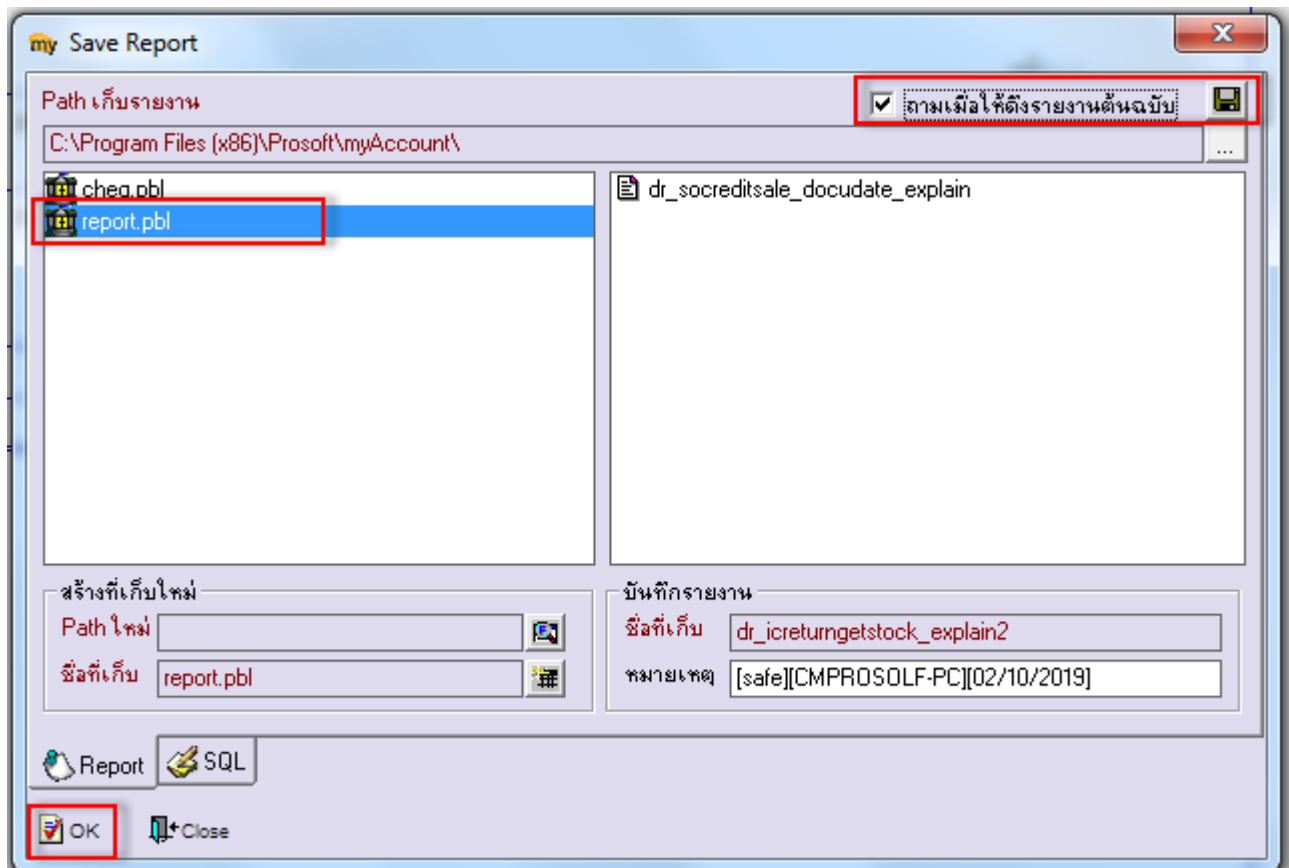 my Save Report
Path เก็บรายงาน
ถามเมื่อให้ดึงรายงานต้นฉบับ
C:\Program Files (x86)\Prosoft\myAccount\
...
cheq.pbl
report.pbl
dr_socreditsale_docudate_explain
สร้างที่เก็บใหม่
Path ใหม่
ชื่อที่เก็บ report.pbl
บันทึกรายงาน
ชื่อที่เก็บ dr_icreturngetstock_explain2
หมายเหตุ [safe][CMPROSOLF-PC][02/10/2019]
Report SQL
OK Close